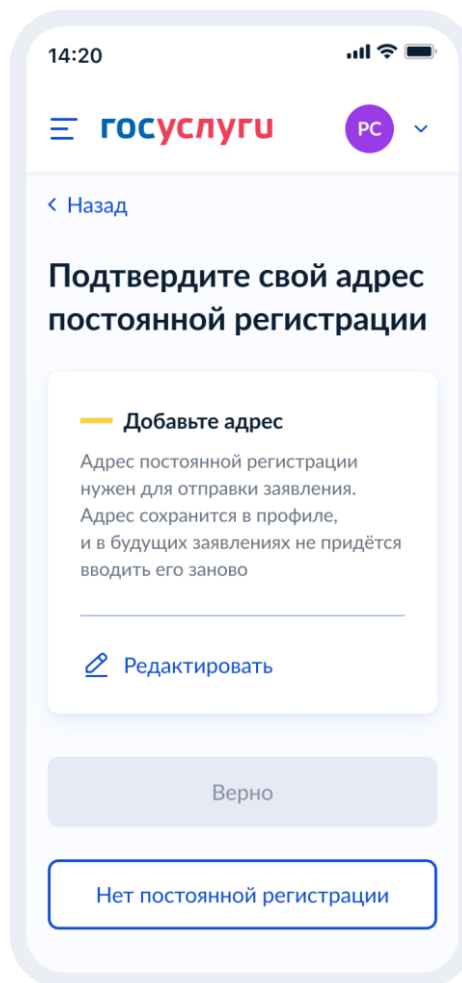 14:20
госуслуги
РС
Назад
Подтвердите свой адрес
постоянной регистрации
Добавьте адрес
Адрес постоянной регистрации
нужен для отправки заявления.
Адрес сохранится в профиле,
и в будущих заявлениях не придётся
вводить его заново
Редактировать
Верно
Нет постоянной регистрации